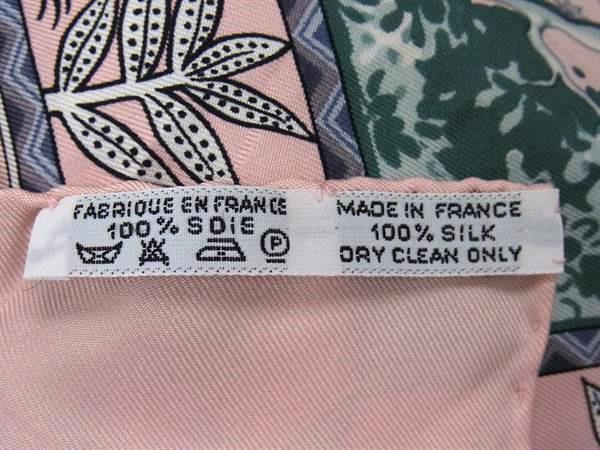 FABRIQUE EN FRANCE
100% SOIE
P
MADE IN FRANCE
100% SILK
DRY CLEAN ONLY